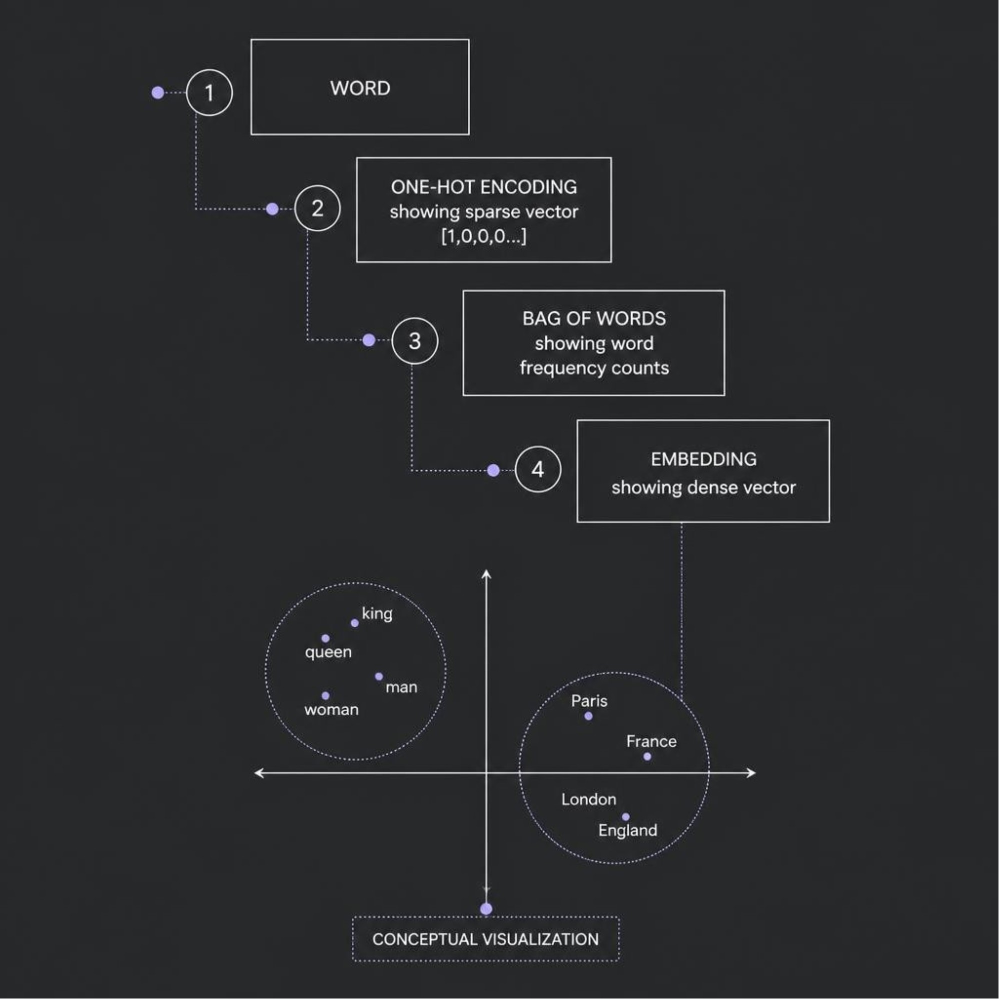 1
WORD
2
ONE-HOT ENCODING
showing sparse vector
[1,0,0,0...]
3
BAG OF WORDS
showing word
frequency counts
4
EMBEDDING
showing dense vector
king
queen
man
woman
Paris
France
London
England
CONCEPTUAL VISUALIZATION